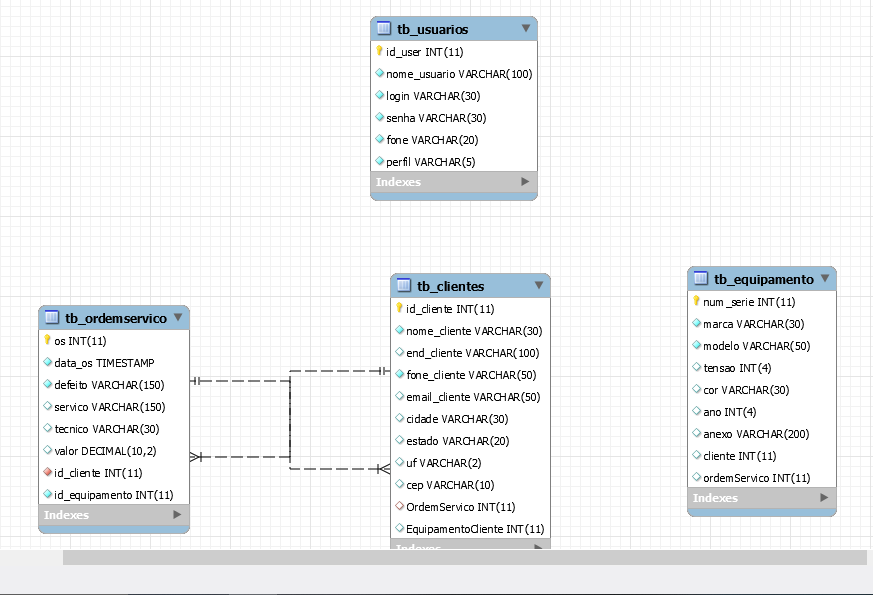 tb_usuarios
id_user INT(11)
nome_usuario VARCHAR(100)
login VARCHAR(30)
senha VARCHAR(30)
fone VARCHAR(20)
perfil VARCHAR(5)
Indexes
tb_ordemservico
os INT(11)
data_os TIMESTAMP
defeito VARCHAR(150)
servico VARCHAR(150)
tecnico VARCHAR(30)
valor DECIMAL(10,2)
id_cliente INT(11)
id_equipamento INT(11)
Indexes
tb_clientes
id_cliente INT(11)
nome_cliente VARCHAR(30)
end_cliente VARCHAR(100)
fone_cliente VARCHAR(50)
email_cliente VARCHAR(50)
cidade VARCHAR(30)
estado VARCHAR(20)
uf VARCHAR(2)
cep VARCHAR(10)
OrdemServico INT(11)
EquipamentoCliente INT(11)
Indexes
tb_equipamento
num_serie INT(11)
marca VARCHAR(30)
modelo VARCHAR(50)
tensao INT(4)
cor VARCHAR(30)
ano INT(4)
anexo VARCHAR(200)
cliente INT(11)
ordemServico INT(11)
Indexes